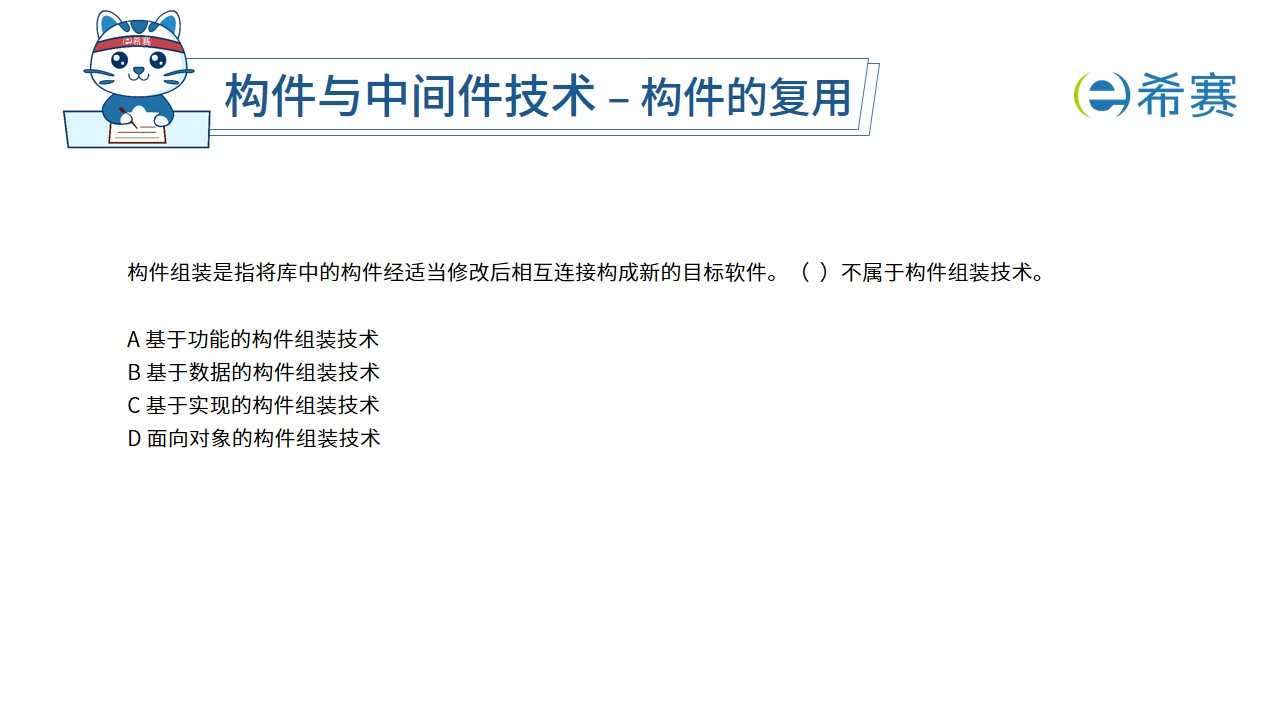 希赛
构件与中间件技术 – 构件的复用
希赛
构件组装是指将库中的构件经适当修改后相互连接构成新的目标软件。（ ）不属于构件组装技术。
A 基于功能的构件组装技术
B 基于数据的构件组装技术
C 基于实现的构件组装技术
D 面向对象的构件组装技术